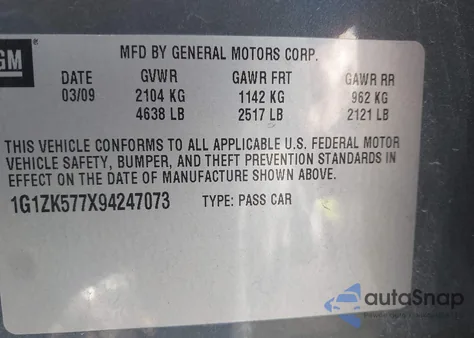 GM
MFD BY GENERAL MOTORS CORP.
DATE GVWR GAWR FRT GAWR RR
03/09 2104 KG 1142 KG 962 KG
4638 LB 2517 LB 2121 LB
THIS VEHICLE CONFORMS TO ALL APPLICABLE U.S. FEDERAL MOTOR
VEHICLE SAFETY, BUMPER, AND THEFT PREVENTION STANDARDS IN
EFFECT ON THE DATE OF MANUFACTURE SHOWN ABOVE.
1G1ZK577X94247073 TYPE: PASS CAR
autoSnap